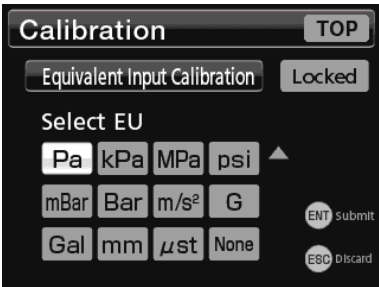 Calibration TOP
Equivalent Input Calibration Locked
Select EU
Pa kPa MPa psi
mBar Bar m/s² G
ENT Submit
Gal mm μst None
ESC Discard